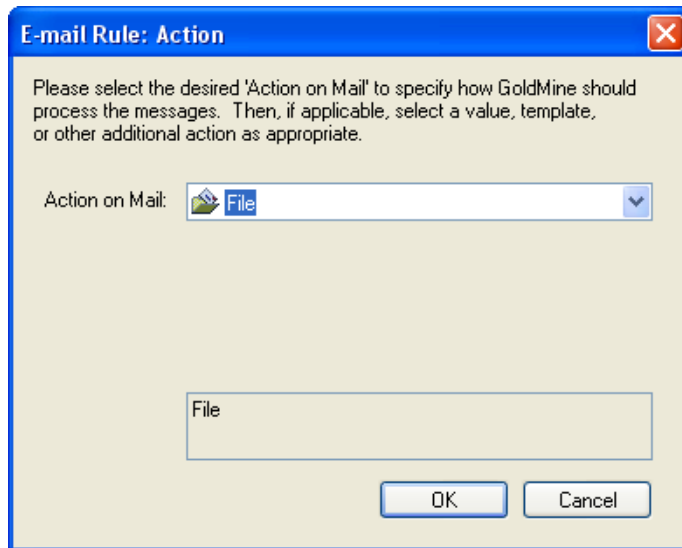 E-mail Rule: Action
Please select the desired 'Action on Mail' to specify how GoldMine should
process the messages.  Then, if applicable, select a value, template,
or other additional action as appropriate.
Action on Mail: File
File
OK Cancel